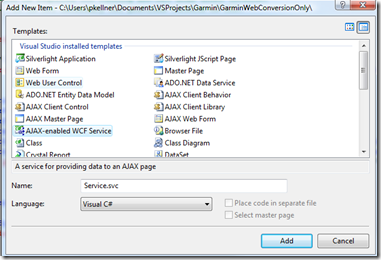 Add New Item - C:\Users\pkellner\Documents\VSProjects\Garmin\GarminWebConversionOnly\
Templates:
Visual Studio installed templates
Silverlight Application
Silverlight JScript Page
Web Form
Master Page
Web User Control
ADO.NET Data Service
ADO.NET Entity Data Model
AJAX Client Behavior
AJAX Client Control
AJAX Client Library
AJAX Master Page
AJAX Web Form
AJAX-enabled WCF Service
Browser File
Class
Class Diagram
Crystal Report
DataSet
A service for providing data to an AJAX page
Name:
Service.svc
Language:
Visual C#
Place code in separate file
Select master page
Add
Cancel